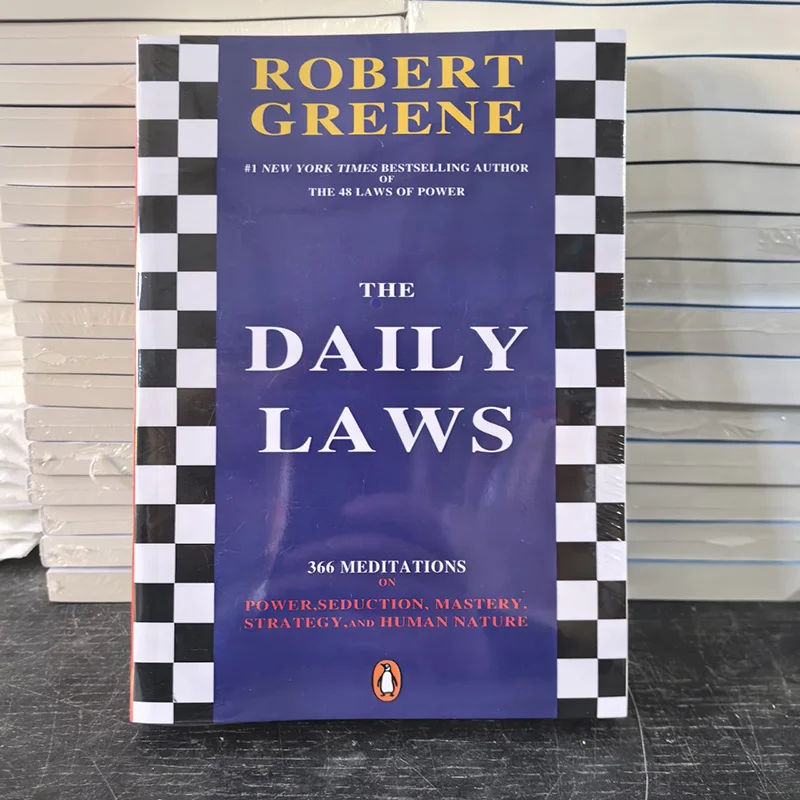 ROBERT
GREENE
#1 NEW YORK TIMES BESTSELLING AUTHOR
OF
THE 48 LAWS OF POWER
THE
DAILY
LAWS
366 MEDITATIONS
ON
POWER,SEDUCTION, MASTERY,
STRATEGY,AND HUMAN NATURE